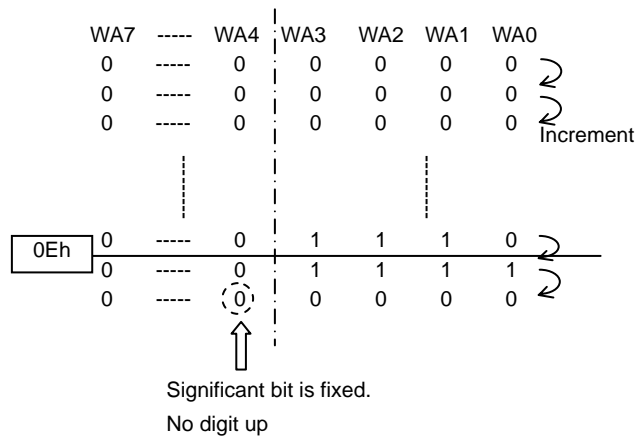 WA7 ----- WA4 WA3 WA2 WA1 WA0
0 ----- 0 0 0 0 0
0 ----- 0 0 0 0 0
0 ----- 0 0 0 0 0
Increment
0 ----- 0 1 1 1 0
0Eh
0 ----- 0 1 1 1 1
0 ----- 0 0 0 0 0
Significant bit is fixed.
No digit up